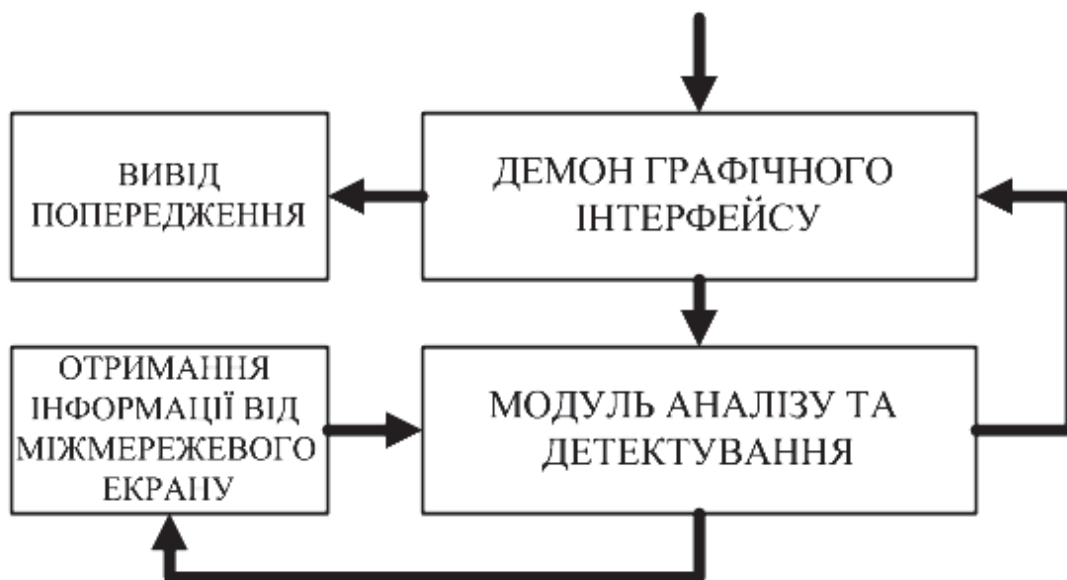 ВИВІД
ПОПЕРЕДЖЕННЯ
ДЕМОН ГРАФІЧНОГО
ІНТЕРФЕЙСУ
ОТРИМАННЯ
ІНФОРМАЦІЇ ВІД
МІЖМЕРЕЖЕВОГО
ЕКРАНУ
МОДУЛЬ АНАЛІЗУ ТА
ДЕТЕКТУВАННЯ